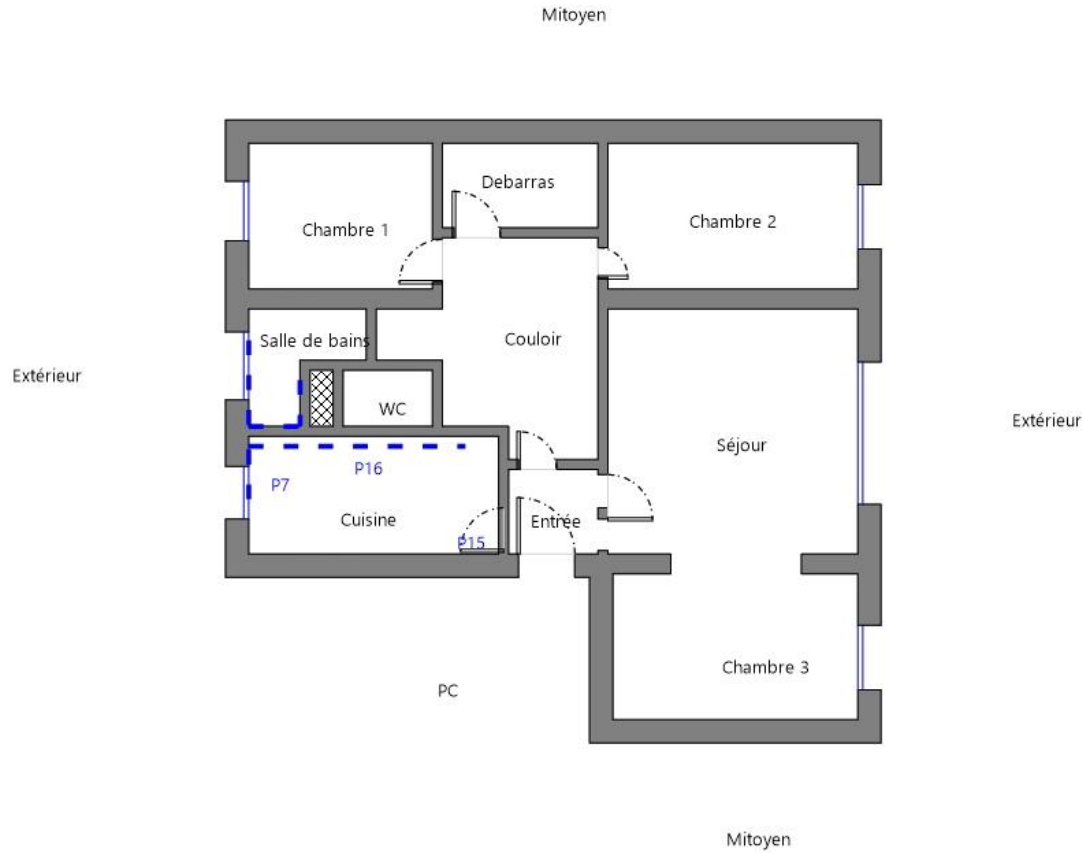 Mitoyen
Debarras
Chambre 1
Chambre 2
Salle de bains
Couloir
Extérieur
WC
Extérieur
Séjour
P16
P7
Cuisine
Entrée
P15
Chambre 3
PC
Mitoyen